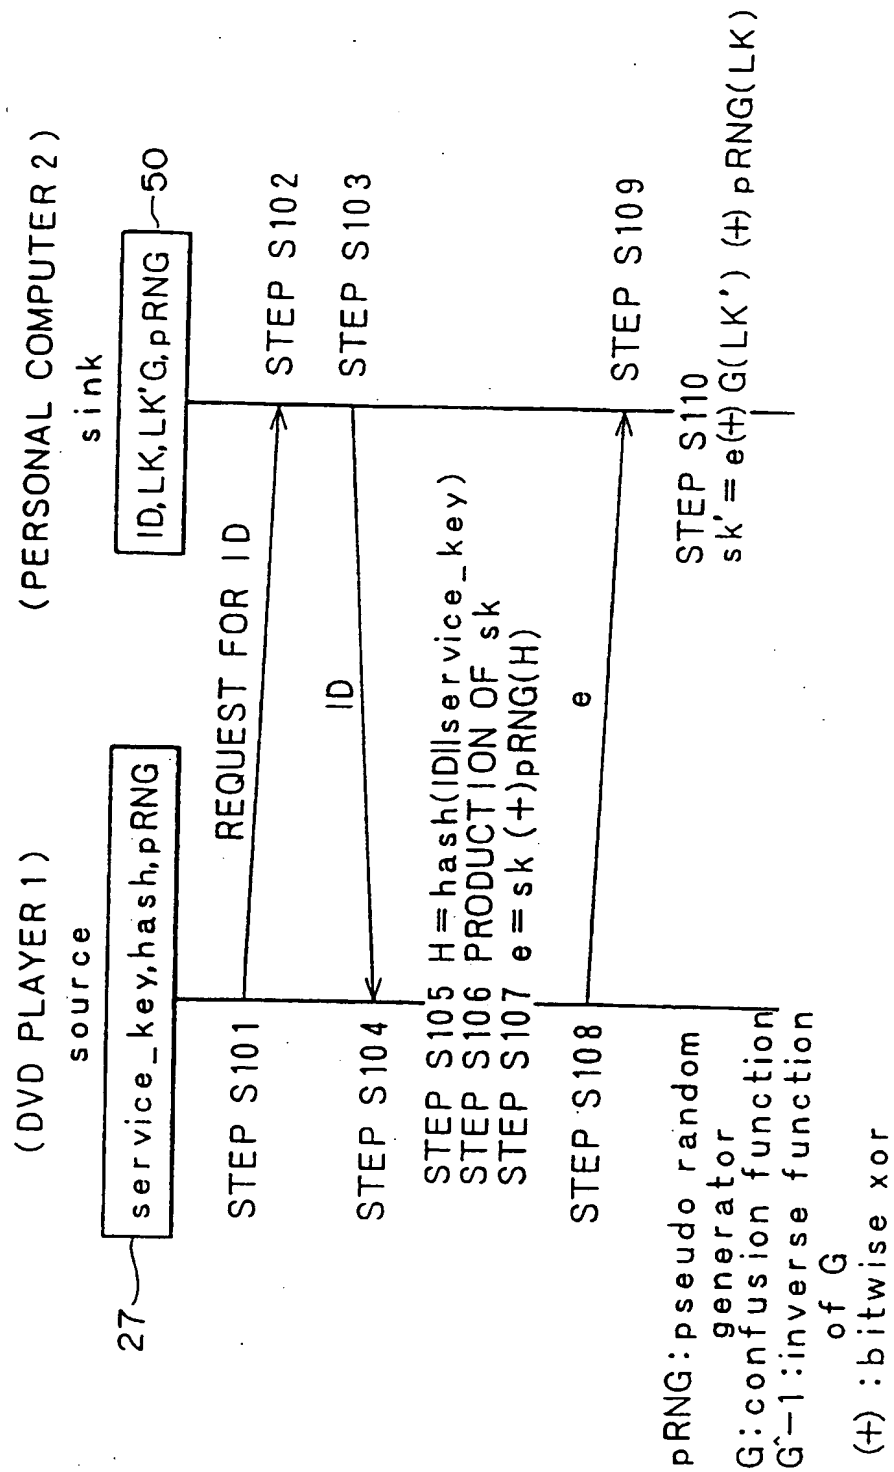 (DVD PLAYER 1)
source
27
service_key,hash,pRNG
(PERSONAL COMPUTER 2)
sink
ID,LK,LK'G,pRNG
50
STEP S101
REQUEST FOR ID
STEP S102
STEP S103
ID
STEP S104
STEP S105 H=hash(ID||service_key)
STEP S106 PRODUCTION OF sk
STEP S107 e=sk (+)pRNG(H)
STEP S108
e
STEP S109
STEP S110
sk'=e(+)G(LK') (+) pRNG(LK)
pRNG:pseudo random
generator
G:confusion function
G^-1:inverse function
of G
(+) :bitwise xor